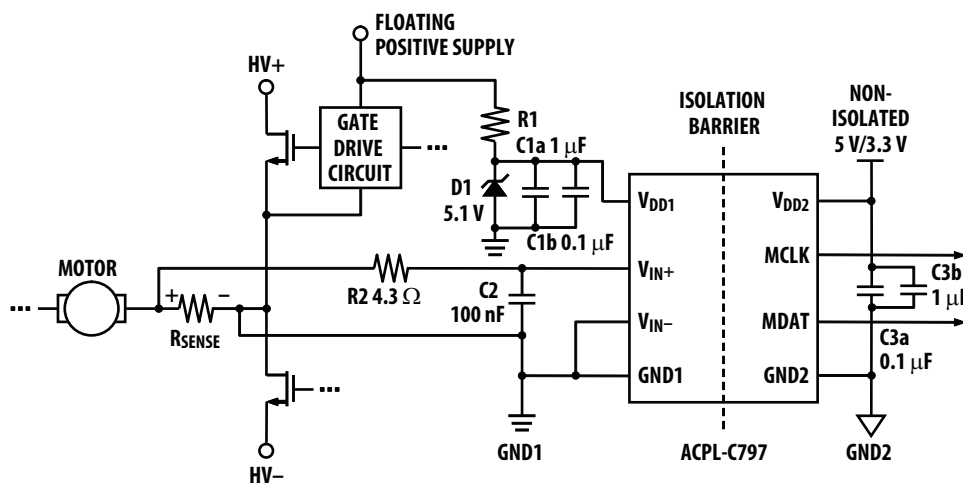 FLOATING
POSITIVE SUPPLY
HV+
GATE
DRIVE
CIRCUIT
R1
C1a 1 μF
D1
5.1 V
C1b 0.1 μF
ISOLATION
BARRIER
NON-
ISOLATED
5 V/3.3 V
VDD1
VDD2
MCLK
C3b
1 μF
MOTOR
R2 4.3 Ω
C2
100 nF
VIN+
VIN–
MDAT
C3a
0.1 μF
+
–
RSENSE
GND1
GND2
HV–
GND1
ACPL-C797
GND2